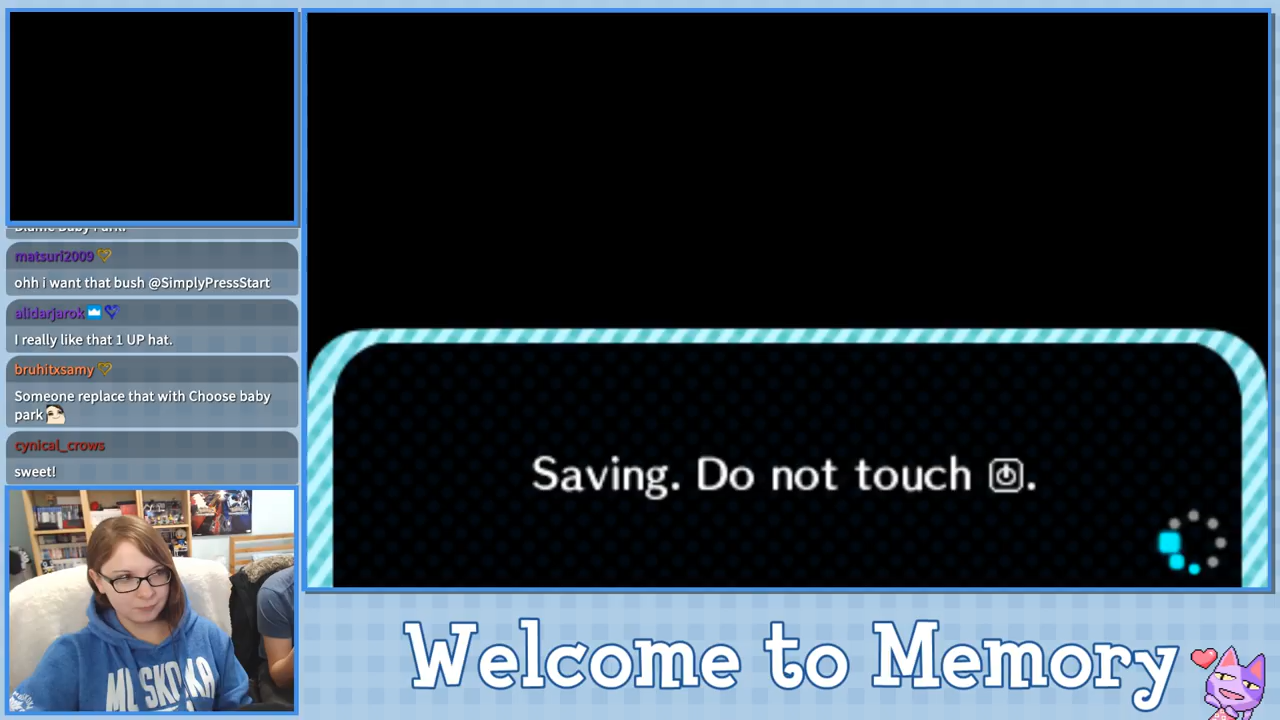 matsuri2009
ohh i want that bush @SimplyPressStart
alidarjarok
I really like that 1 UP hat.
bruhitxsamy
Someone replace that with Choose baby
park
cynical_crows
sweet!
Saving. Do not touch .
Welcome to Memory